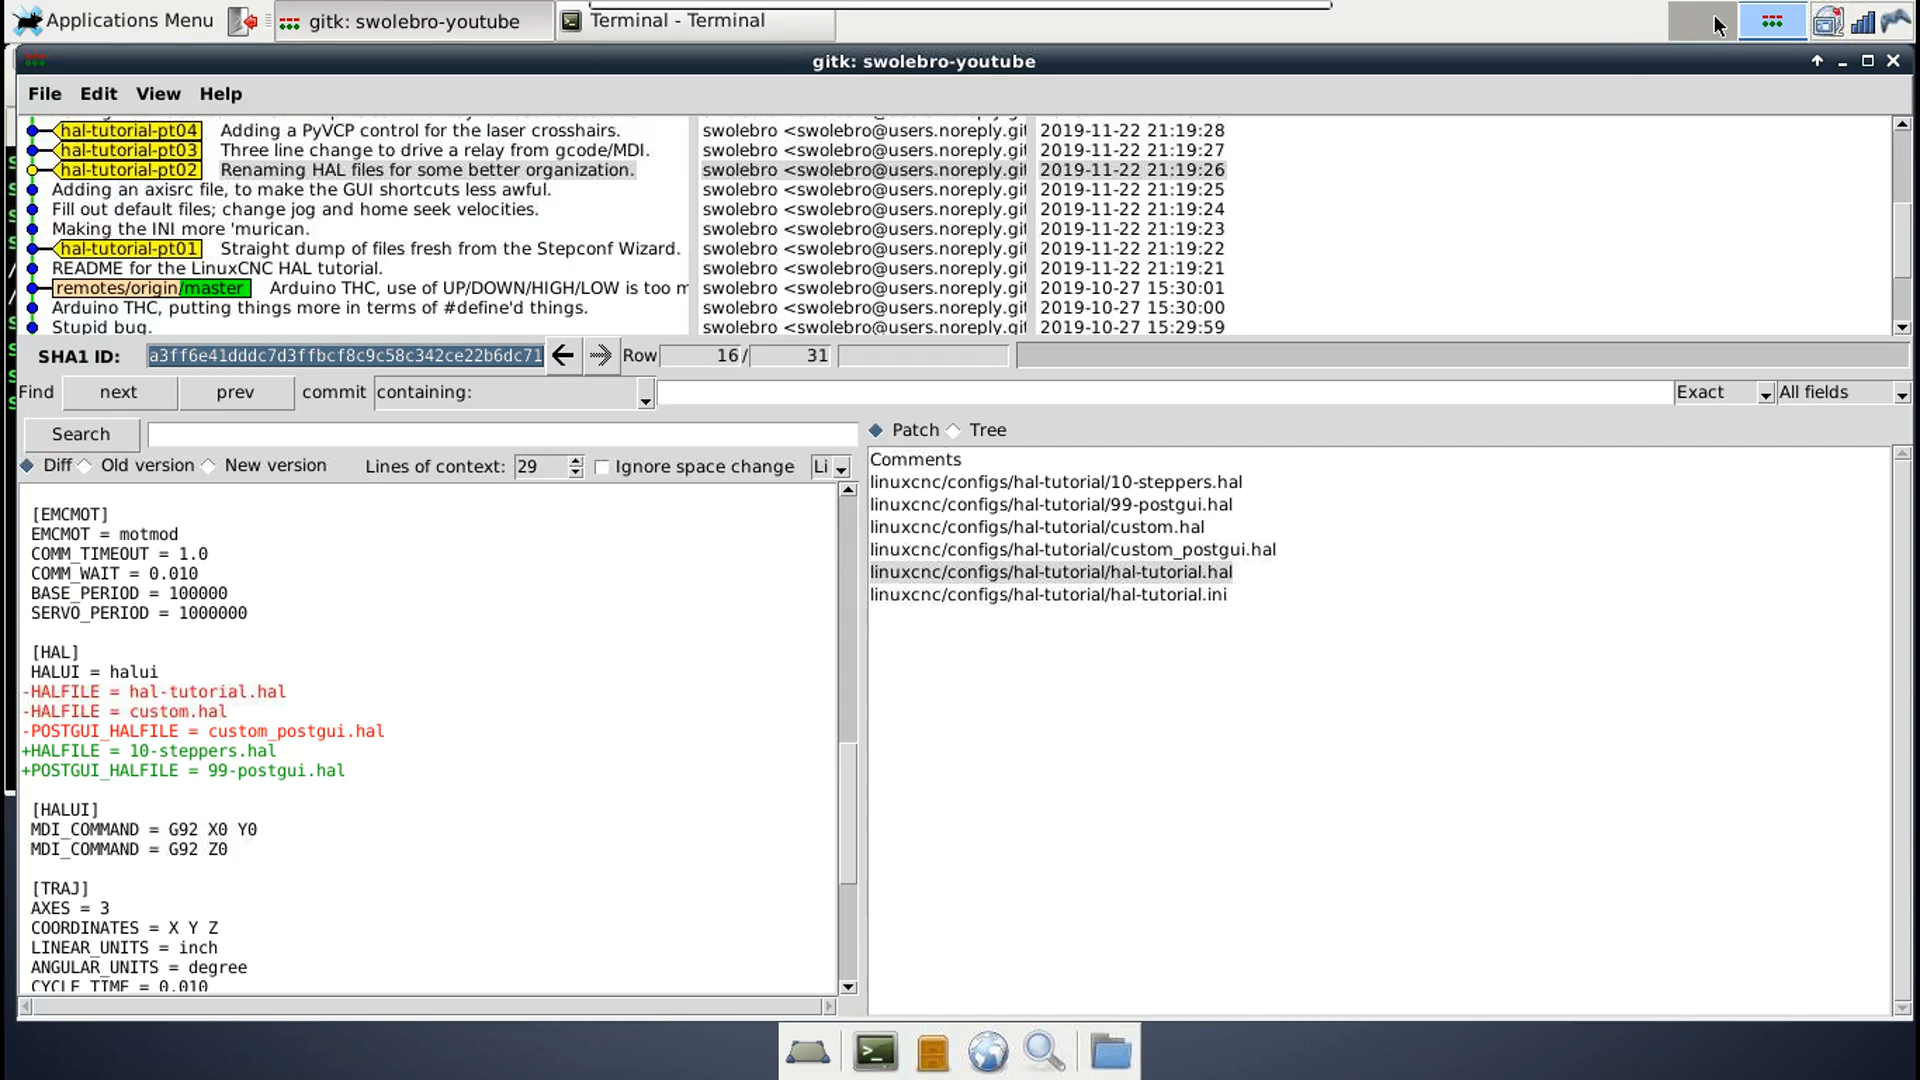 Applications Menu
gitk: swolebro-youtube
Terminal - Terminal
gitk: swolebro-youtube
File Edit View Help
hal-tutorial-pt04 Adding a PyVCP control for the laser crosshairs. swolebro <swolebro@users.noreply.git 2019-11-22 21:19:28
hal-tutorial-pt03 Three line change to drive a relay from gcode/MDI. swolebro <swolebro@users.noreply.git 2019-11-22 21:19:27
hal-tutorial-pt02 Renaming HAL files for some better organization. swolebro <swolebro@users.noreply.git 2019-11-22 21:19:26
Adding an axisrc file, to make the GUI shortcuts less awful. swolebro <swolebro@users.noreply.git 2019-11-22 21:19:25
Fill out default files; change jog and home seek velocities. swolebro <swolebro@users.noreply.git 2019-11-22 21:19:24
Making the INI more 'murican. swolebro <swolebro@users.noreply.git 2019-11-22 21:19:23
hal-tutorial-pt01 Straight dump of files fresh from the Stepconf Wizard. swolebro <swolebro@users.noreply.git 2019-11-22 21:19:22
README for the LinuxCNC HAL tutorial. swolebro <swolebro@users.noreply.git 2019-11-22 21:19:21
remotes/origin/master Arduino THC, use of UP/DOWN/HIGH/LOW is too m swolebro <swolebro@users.noreply.git 2019-10-27 15:30:01
Arduino THC, putting things more in terms of #define'd things. swolebro <swolebro@users.noreply.git 2019-10-27 15:30:00
Stupid bug. swolebro <swolebro@users.noreply.git 2019-10-27 15:29:59
SHA1 ID: a3ff6e41dddc7d3ffbcf8c9c58c342ce22b6dc71 Row 16/ 31
Find next prev commit containing: Exact All fields
Search
Patch Tree
Diff Old version New version Lines of context: 29 Ignore space change Li
[EMCMOT]
EMCMOT = motmod
COMM_TIMEOUT = 1.0
COMM_WAIT = 0.010
BASE_PERIOD = 100000
SERVO_PERIOD = 1000000
[HAL]
HALUI = halui
-HALFILE = hal-tutorial.hal
-HALFILE = custom.hal
-POSTGUI_HALFILE = custom_postgui.hal
+HALFILE = 10-steppers.hal
+POSTGUI_HALFILE = 99-postgui.hal
[HALUI]
MDI_COMMAND = G92 X0 Y0
MDI_COMMAND = G92 Z0
[TRAJ]
AXES = 3
COORDINATES = X Y Z
LINEAR_UNITS = inch
ANGULAR_UNITS = degree
CYCLE_TIME = 0.010
Comments
linuxcnc/configs/hal-tutorial/10-steppers.hal
linuxcnc/configs/hal-tutorial/99-postgui.hal
linuxcnc/configs/hal-tutorial/custom.hal
linuxcnc/configs/hal-tutorial/custom_postgui.hal
linuxcnc/configs/hal-tutorial/hal-tutorial.hal
linuxcnc/configs/hal-tutorial/hal-tutorial.ini